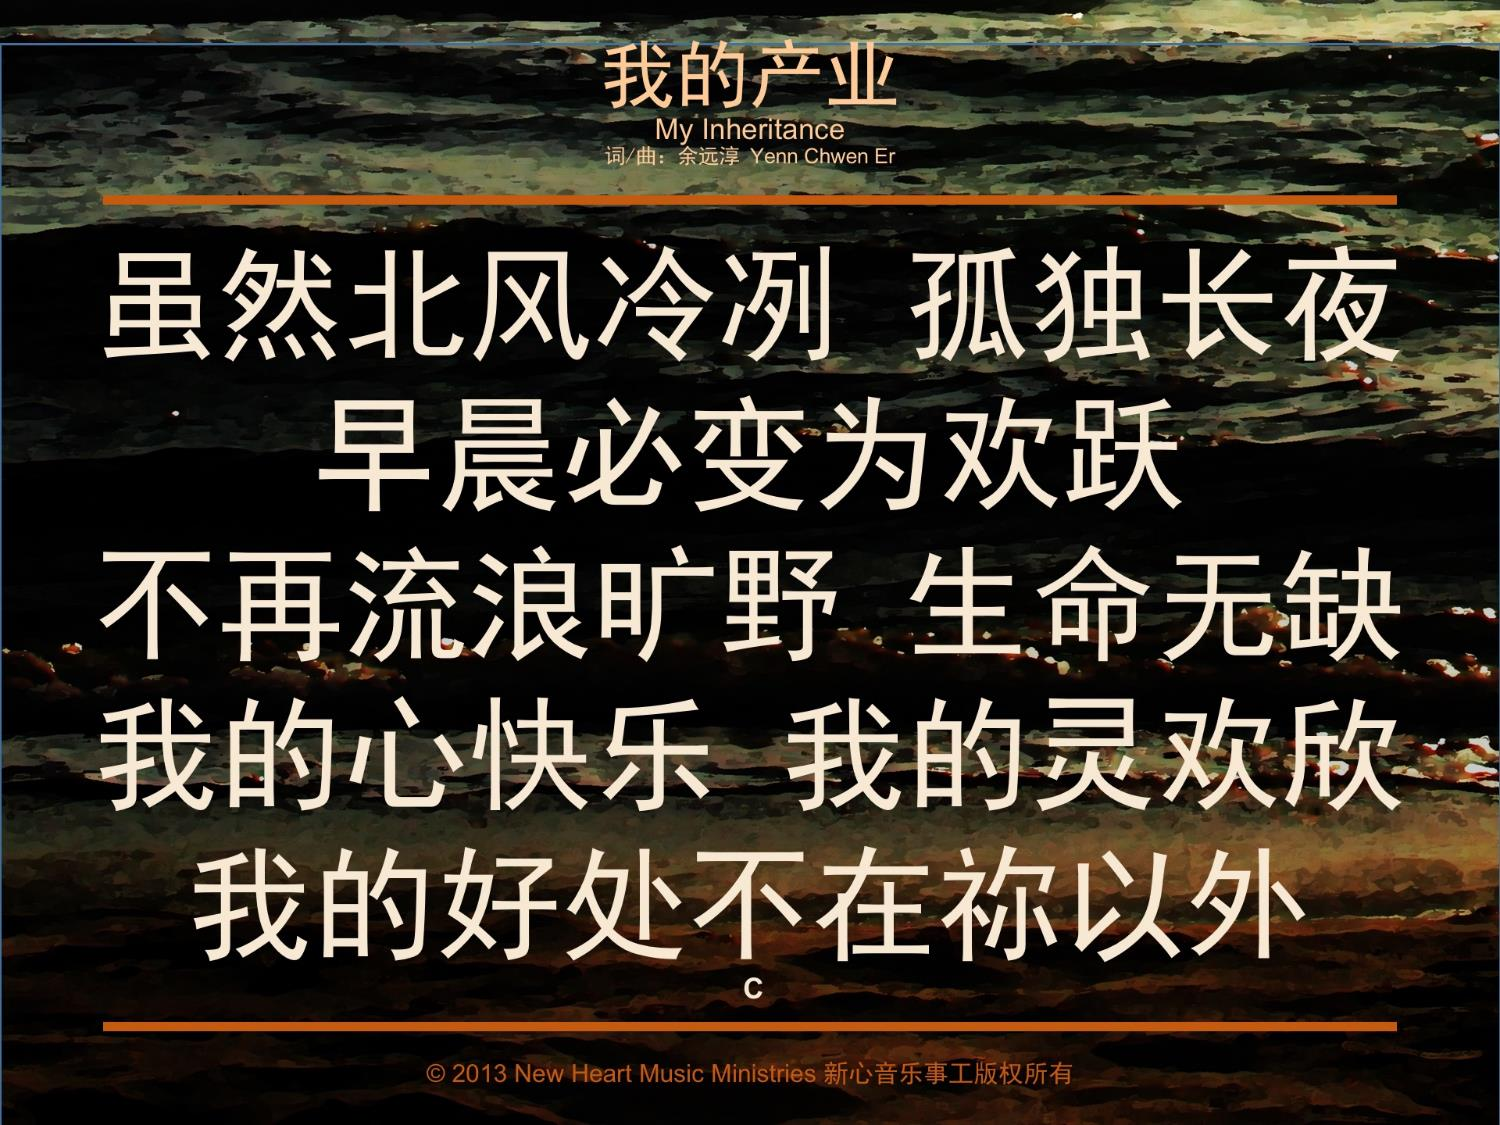 我的产业
My Inheritance
词/曲：余远淳 Yenn Chwen Er
虽然北风冷冽 孤独长夜
早晨必变为欢跃
不再流浪旷野 生命无缺
我的心快乐 我的灵欢欣
我的好处不在祢以外
C
© 2013 New Heart Music Ministries 新心音乐事工版权所有